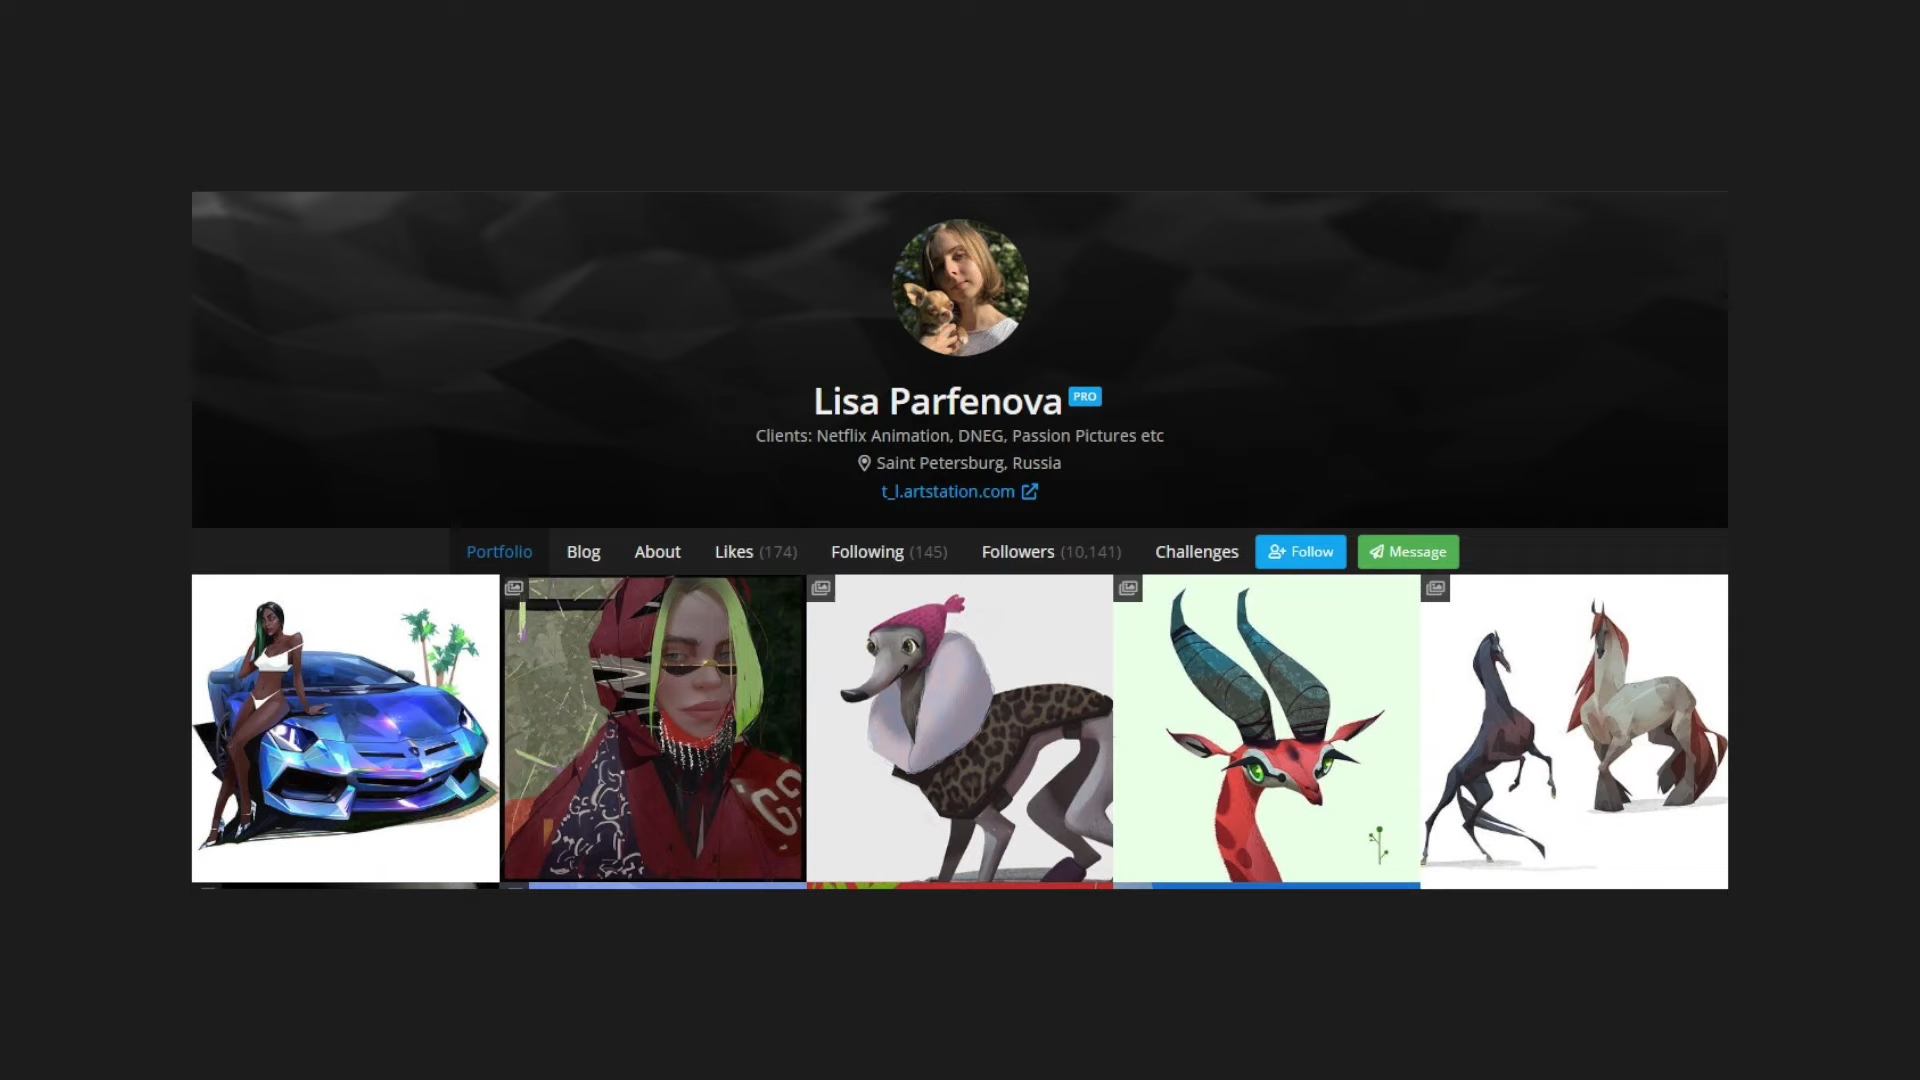 Lisa Parfenova PRO
Clients: Netflix Animation, DNEG, Passion Pictures etc
Saint Petersburg, Russia
t_l.artstation.com
Portfolio Blog About Likes (174) Following (145) Followers (10,141) Challenges Follow Message